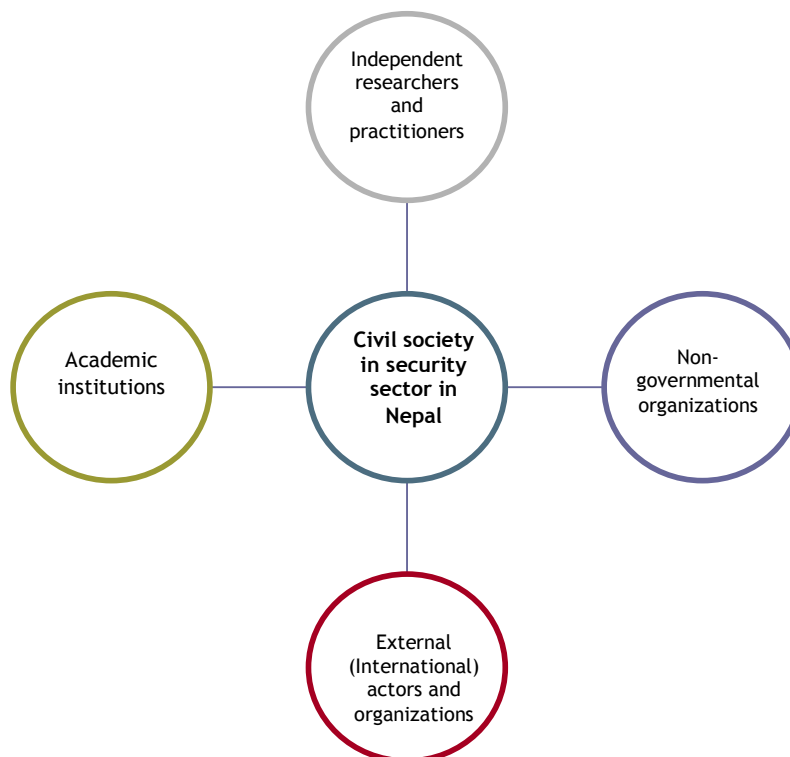 Independent
researchers
and
practitioners
Academic
institutions
Civil society
in security
sector in
Nepal
Non-
governmental
organizations
External
(International)
actors and
organizations